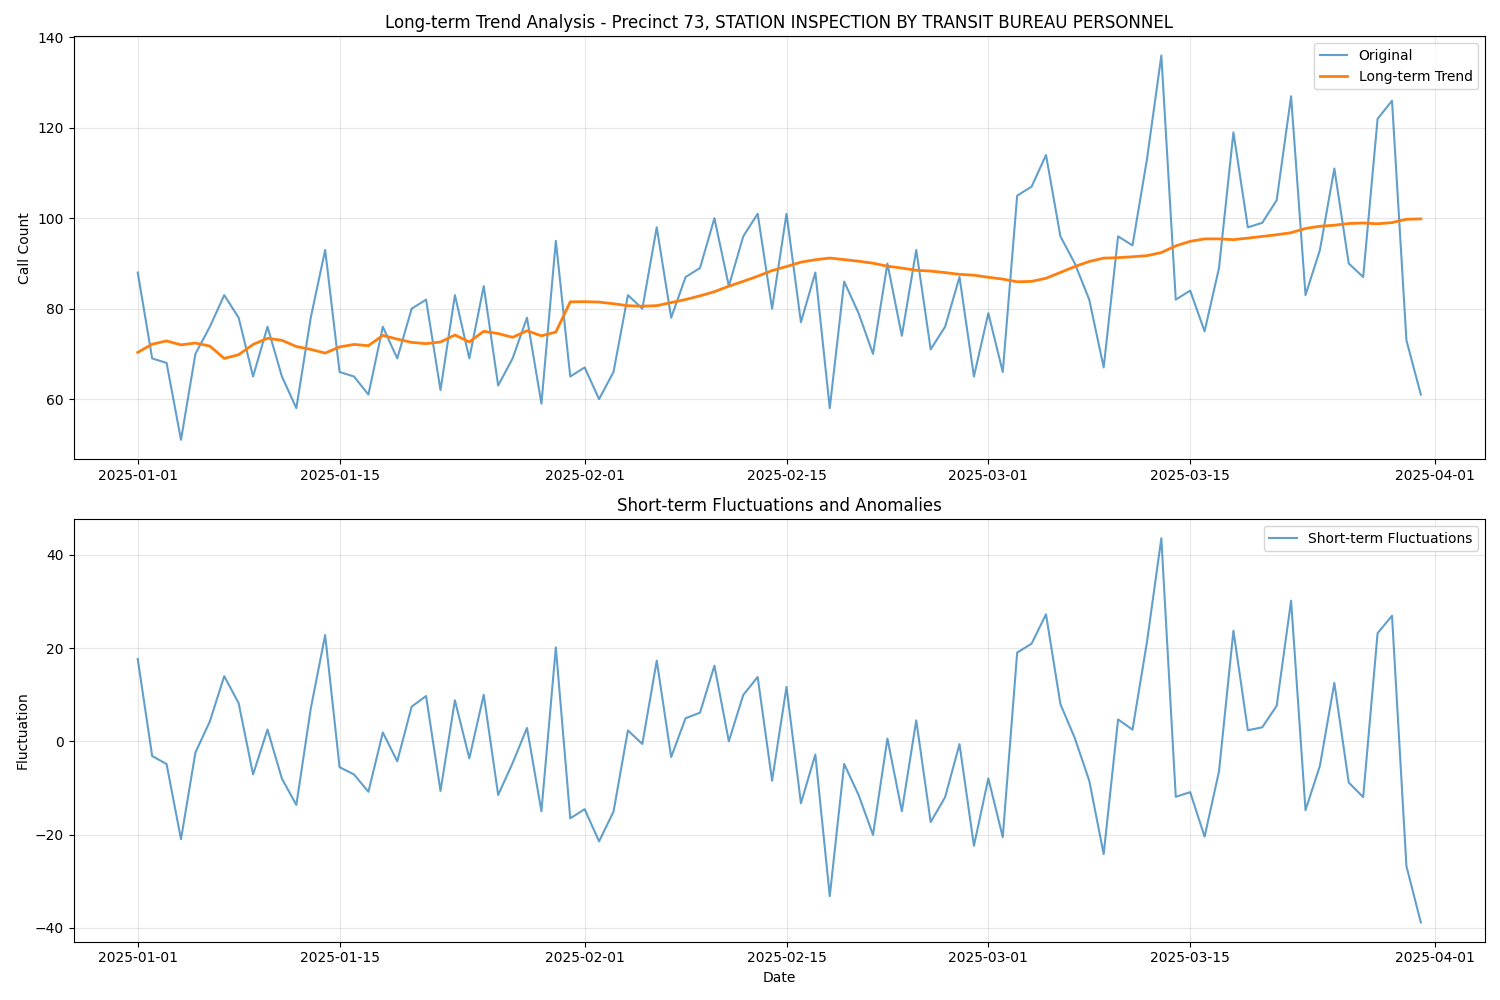 Long-term Trend Analysis - Precinct 73, STATION INSPECTION BY TRANSIT BUREAU PERSONNEL
Call Count
140
120
100
80
60
Original
Long-term Trend
2025-01-01 2025-01-15 2025-02-01 2025-02-15 2025-03-01 2025-03-15 2025-04-01
Short-term Fluctuations and Anomalies
Fluctuation
40
20
0
−20
−40
Short-term Fluctuations
2025-01-01 2025-01-15 2025-02-01 2025-02-15 2025-03-01 2025-03-15 2025-04-01
Date